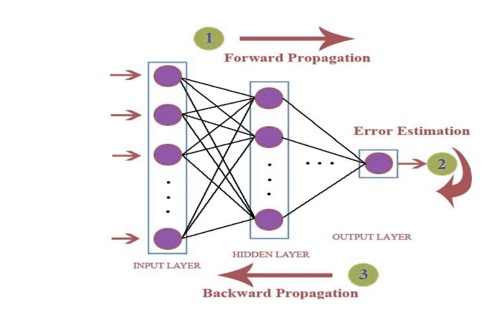 1
Forward Propagation
Error Estimation
2
OUTPUT LAYER
HIDDEN LAYER
INPUT LAYER
3
Backward Propagation